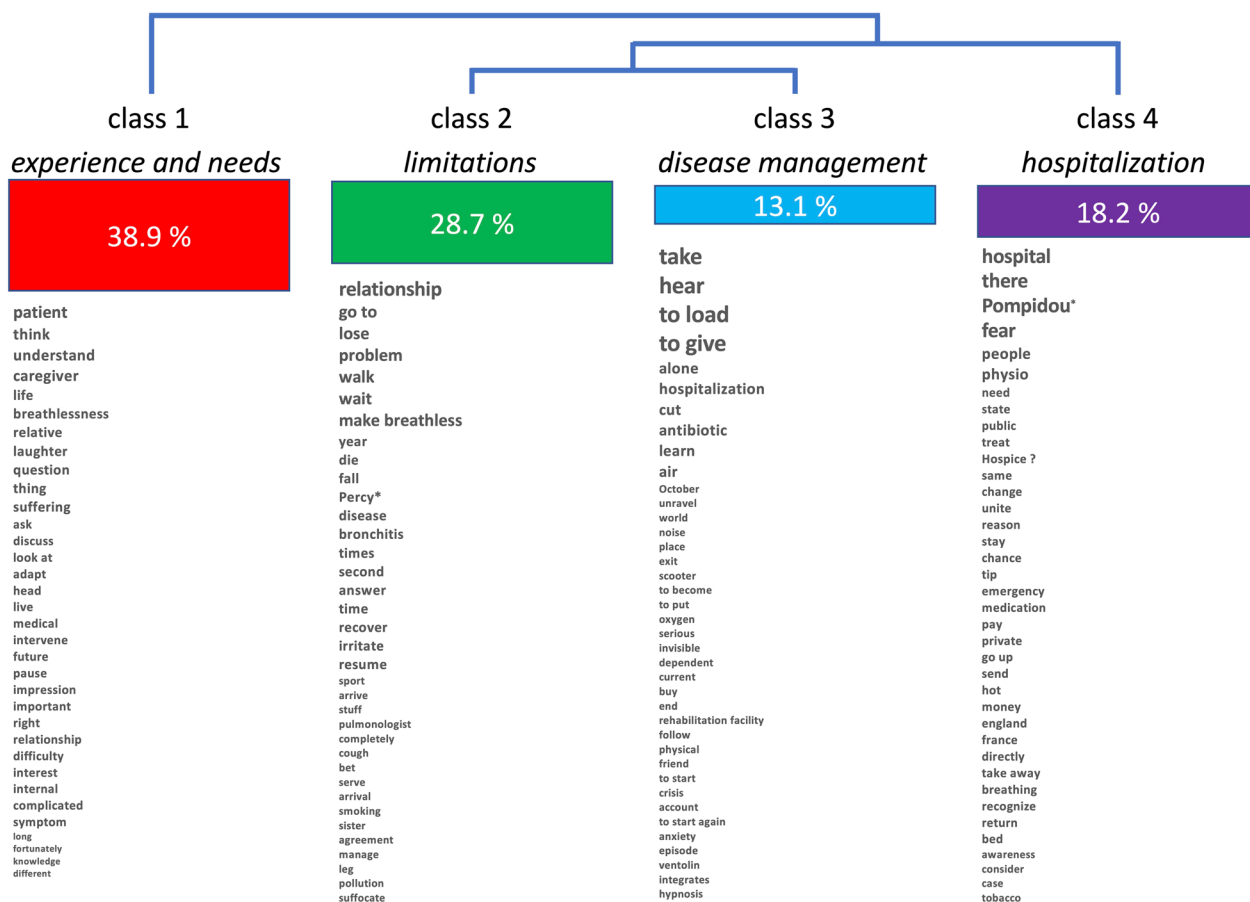 class 1
experience and needs
38.9 %
patient
think
understand
caregiver
life
breathlessness
relative
laughter
question
thing
suffering
ask
discuss
look at
adapt
head
live
medical
intervene
future
pause
impression
important
right
relationship
difficulty
interest
internal
complicated
symptom
long
fortunately
knowledge
different
class 2
limitations
28.7 %
relationship
go to
lose
problem
walk
wait
make breathless
year
die
fall
Percy*
disease
bronchitis
times
second
answer
time
recover
irritate
resume
sport
arrive
stuff
pulmonologist
completely
cough
bet
serve
arrival
smoking
sister
agreement
manage
leg
pollution
suffocate
class 3
disease management
13.1 %
take
hear
to load
to give
alone
hospitalization
cut
antibiotic
learn
air
October
unravel
world
noise
place
exit
scooter
to become
to put
oxygen
serious
invisible
dependent
current
buy
end
rehabilitation facility
follow
physical
friend
to start
crisis
account
to start again
anxiety
episode
ventolin
integrates
hypnosis
class 4
hospitalization
18.2 %
hospital
there
Pompidou*
fear
people
physio
need
state
public
treat
Hospice ?
same
change
unite
reason
stay
chance
tip
emergency
medication
pay
private
go up
send
hot
money
england
france
directly
take away
breathing
recognize
return
bed
awareness
consider
case
tobacco